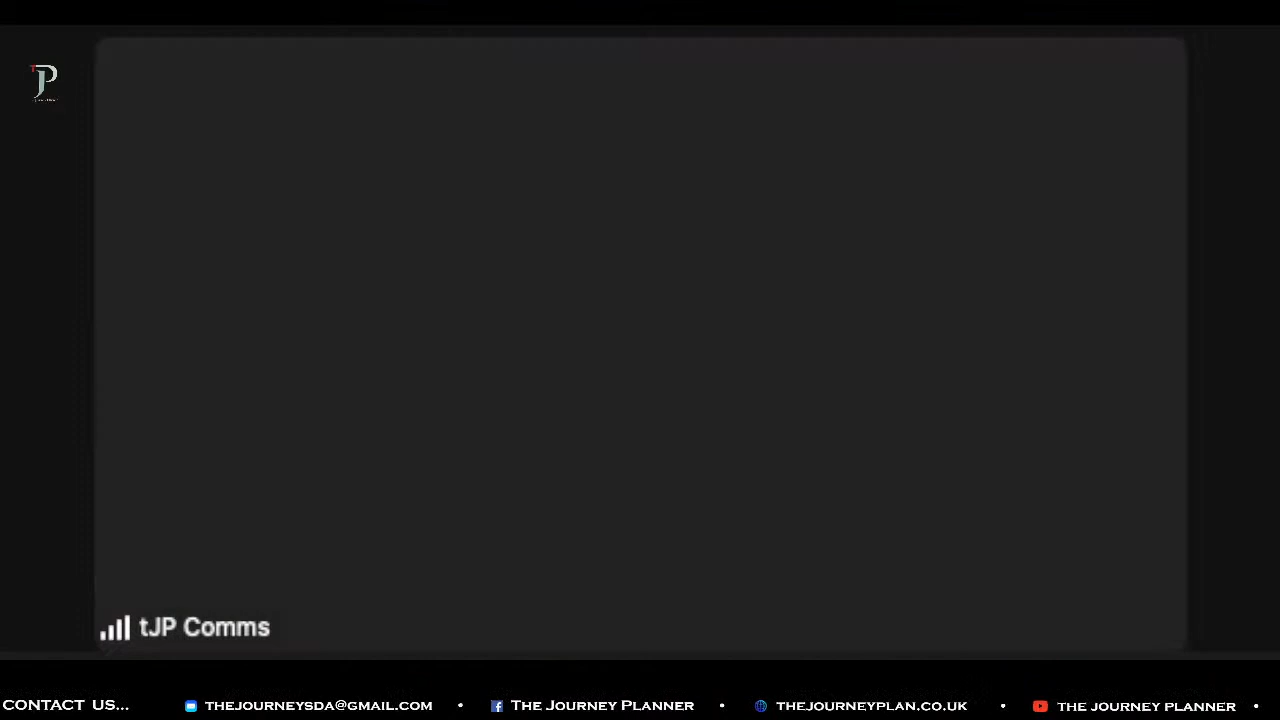 tJP Comms
CONTACT US... THEJOURNEYSDA@GMAIL.COM • THE JOURNEY PLANNER • THEJOURNEYPLAN.CO.UK • THE JOURNEY PLANNER •